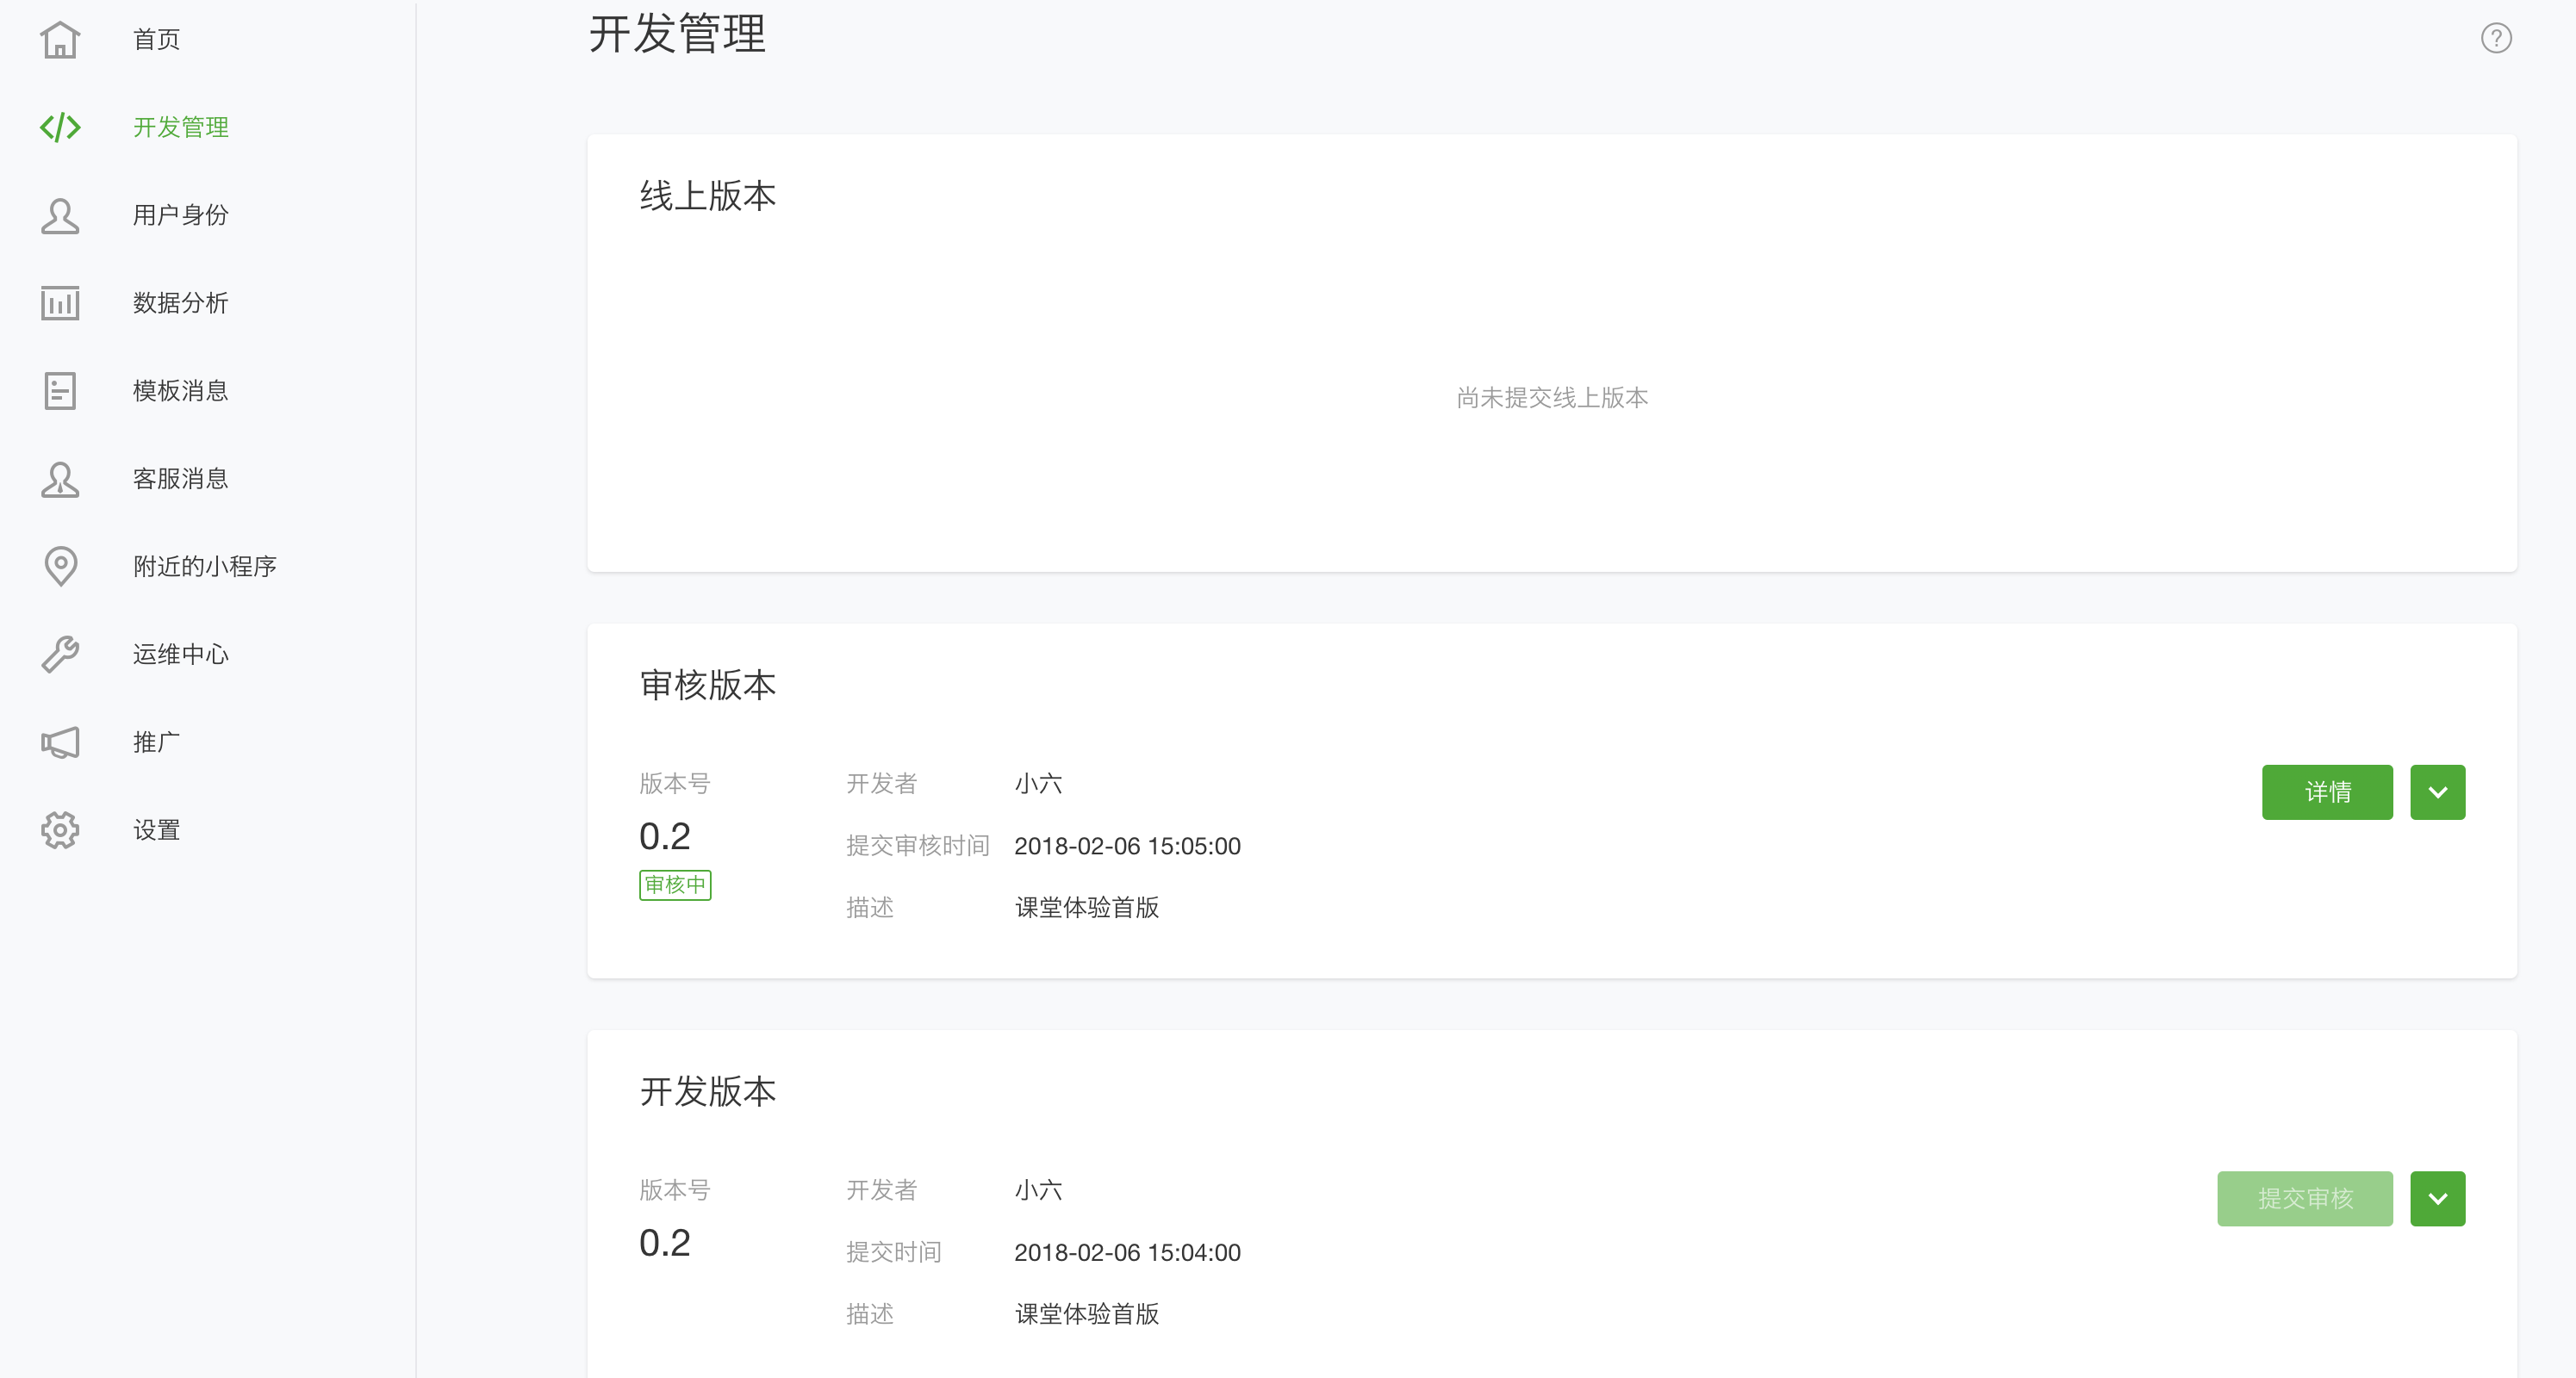 首页
开发管理
用户身份
数据分析
模板消息
客服消息
附近的小程序
运维中心
推广
设置
开发管理
?
线上版本
尚未提交线上版本
审核版本
版本号
0.2
审核中
开发者 小六
提交审核时间 2018-02-06 15:05:00
描述 课堂体验首版
详情
开发版本
版本号
0.2
开发者 小六
提交时间 2018-02-06 15:04:00
描述 课堂体验首版
提交审核